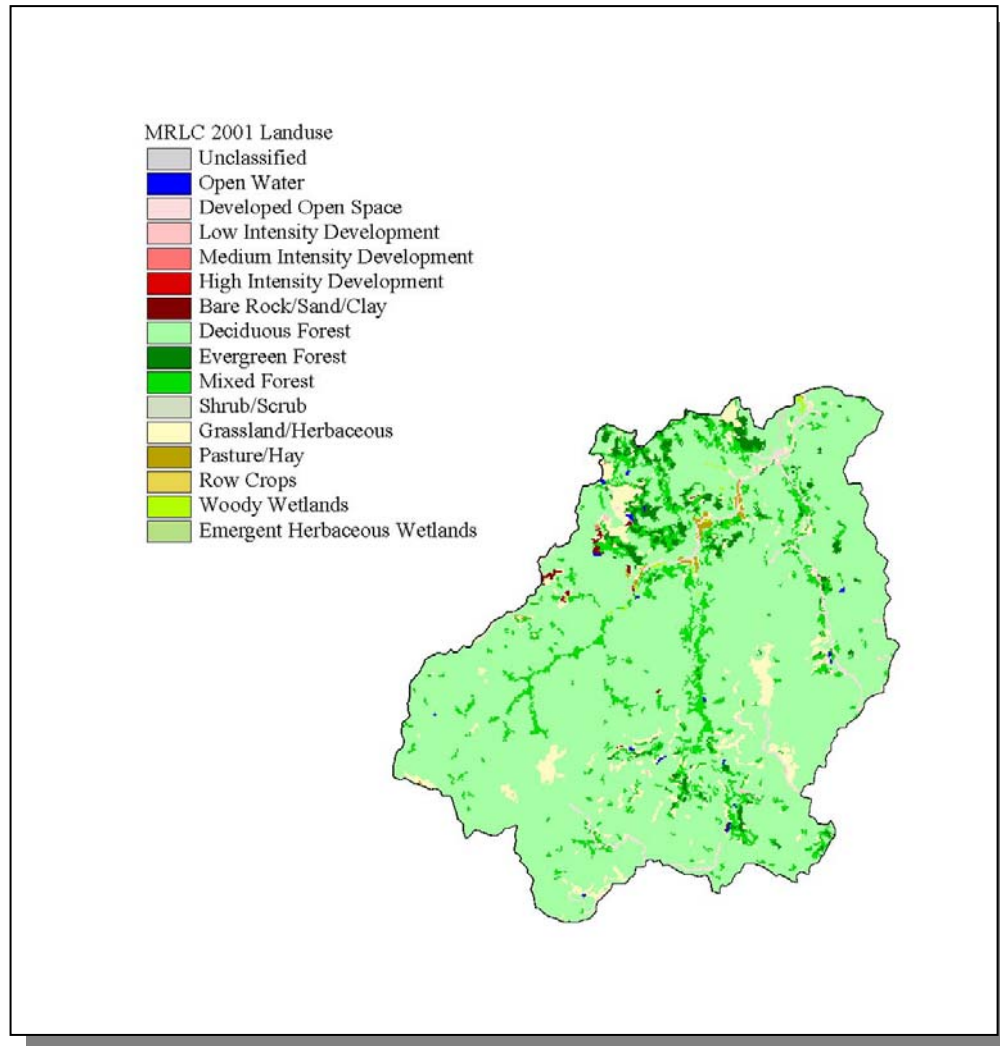 MRLC 2001 Landuse
Unclassified
Open Water
Developed Open Space
Low Intensity Development
Medium Intensity Development
High Intensity Development
Bare Rock/Sand/Clay
Deciduous Forest
Evergreen Forest
Mixed Forest
Shrub/Scrub
Grassland/Herbaceous
Pasture/Hay
Row Crops
Woody Wetlands
Emergent Herbaceous Wetlands